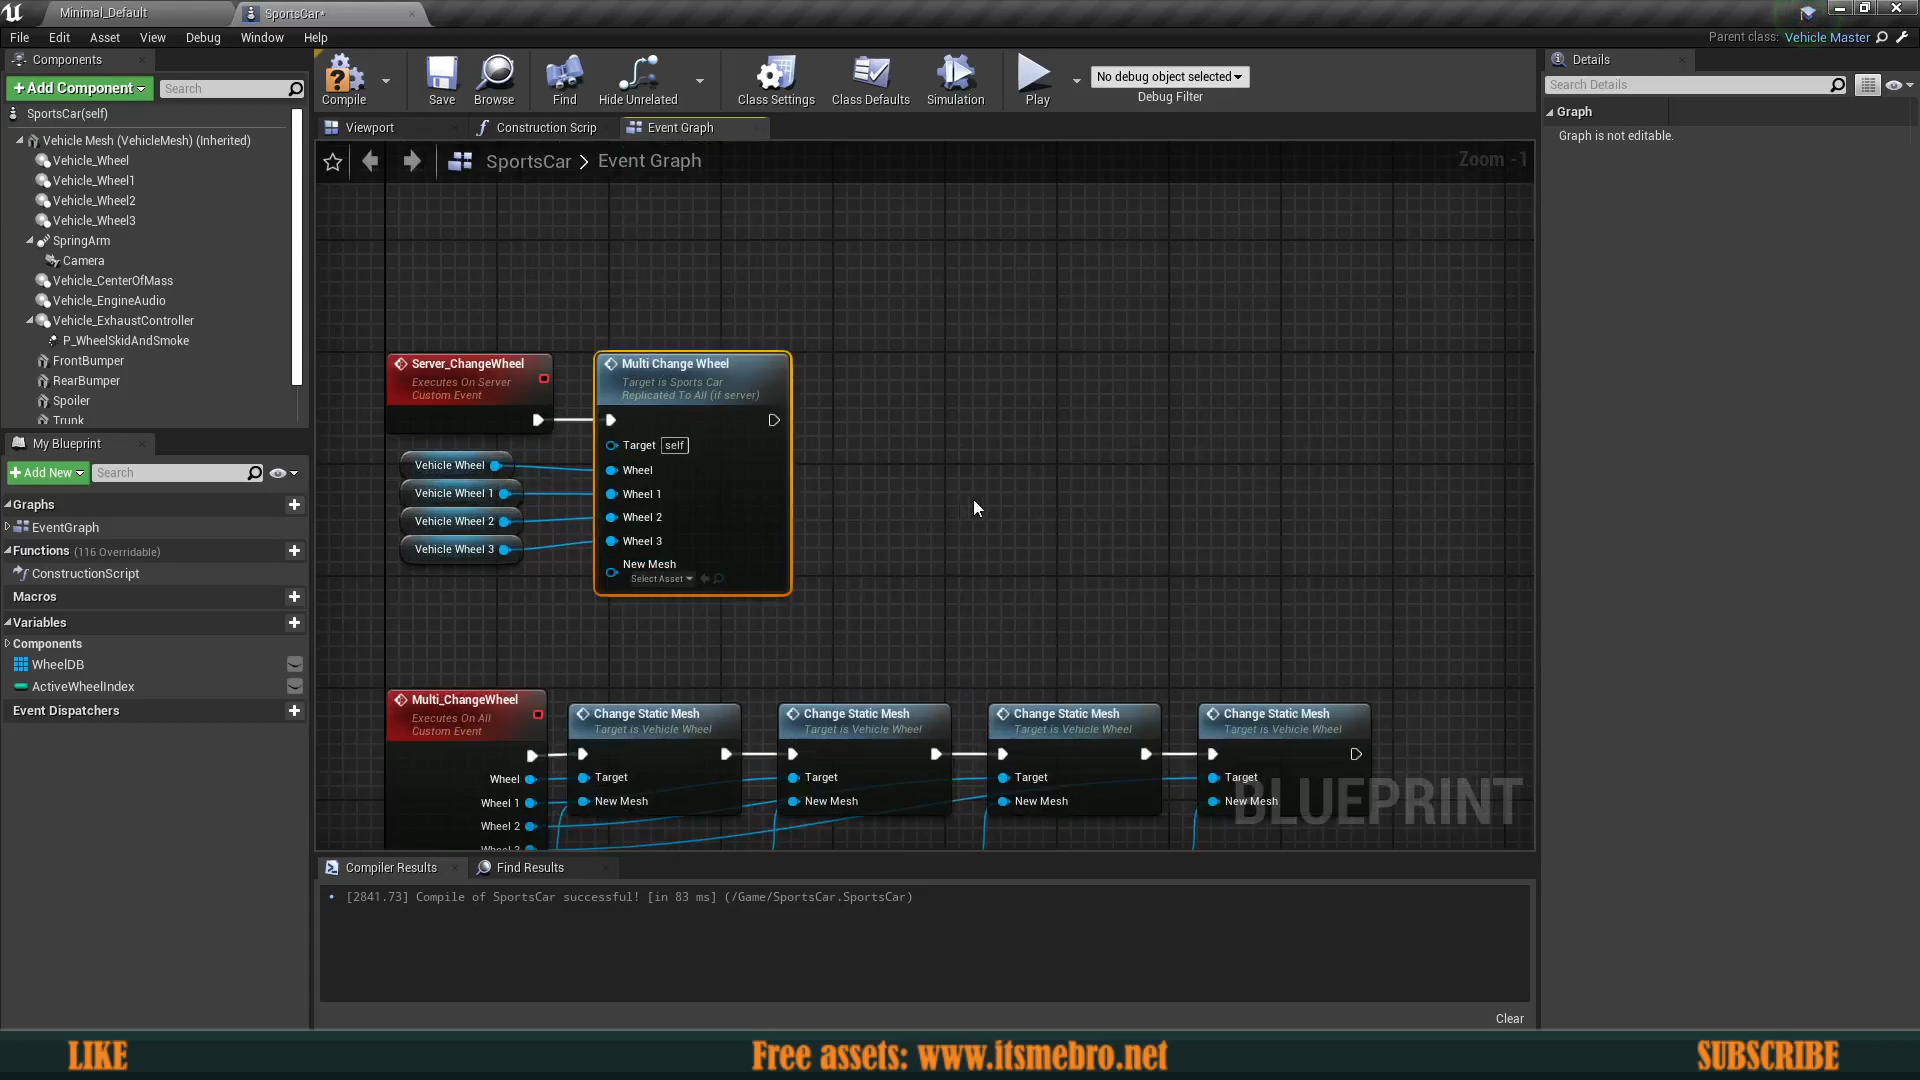 Minimal_Default
SportsCar*
File Edit Asset View Debug Window Help
Parent class: Vehicle Master
Components
Add Component
Search
SportsCar(self)
Vehicle Mesh (VehicleMesh) (Inherited)
Vehicle_Wheel
Vehicle_Wheel1
Vehicle_Wheel2
Vehicle_Wheel3
SpringArm
Camera
Vehicle_CenterOfMass
Vehicle_EngineAudio
Vehicle_ExhaustController
P_WheelSkidAndSmoke
FrontBumper
RearBumper
Spoiler
Trunk
My Blueprint
Add New
Search
Graphs
EventGraph
Functions (116 Overridable)
ConstructionScript
Macros
Variables
Components
WheelDB
ActiveWheelIndex
Event Dispatchers
Compile
Save
Browse
Find
Hide Unrelated
Class Settings
Class Defaults
Simulation
Play
No debug object selected
Debug Filter
Viewport
Construction Scrip
Event Graph
SportsCar > Event Graph
Zoom -1
Server_ChangeWheel
Executes On Server
Custom Event
Vehicle Wheel
Vehicle Wheel 1
Vehicle Wheel 2
Vehicle Wheel 3
Multi Change Wheel
Target is Sports Car
Replicated To All (if server)
Target self
Wheel
Wheel 1
Wheel 2
Wheel 3
New Mesh
Select Asset
Multi_ChangeWheel
Executes On All
Custom Event
Wheel
Wheel 1
Wheel 2
Wheel 3
Change Static Mesh
Target is Vehicle Wheel
Target
New Mesh
Change Static Mesh
Target is Vehicle Wheel
Target
New Mesh
Change Static Mesh
Target is Vehicle Wheel
Target
New Mesh
Change Static Mesh
Target is Vehicle Wheel
Target
New Mesh
BLUEPRINT
Compiler Results
Find Results
[2841.73] Compile of SportsCar successful! [in 83 ms] (/Game/SportsCar.SportsCar)
Clear
Details
Search Details
Graph
Graph is not editable.
LIKE
Free assets: www.itsmebro.net
SUBSCRIBE